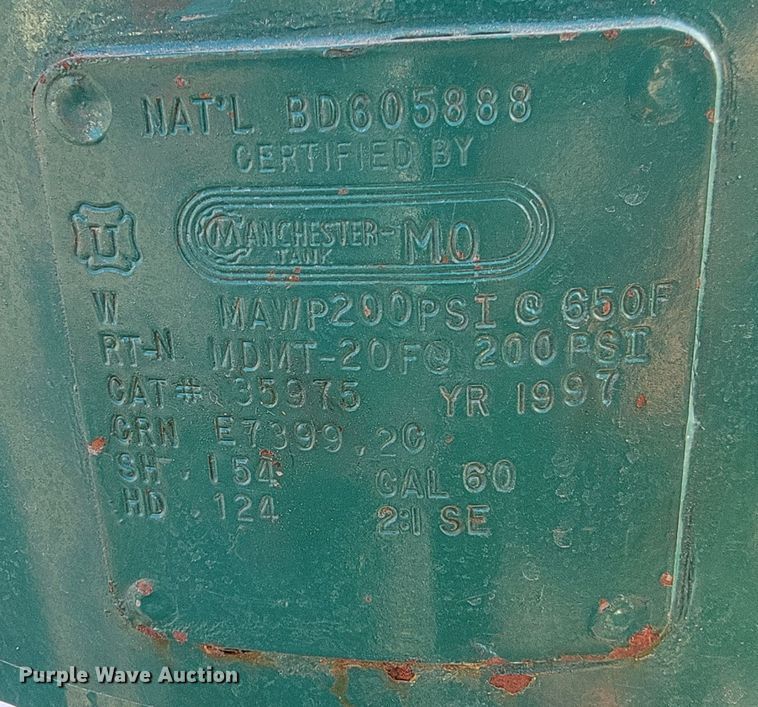 NAT'L BD605888
CERTIFIED BY
U MANCHESTER- MO
TANK
W MAWP200PSI @ 650F
RT-N MDMT-20F@ 200PSI
CAT# 35975 YR 1997
CRN E7399.2C
SH .154 GAL 60
HD .124 2:1 SE
Purple Wave Auction